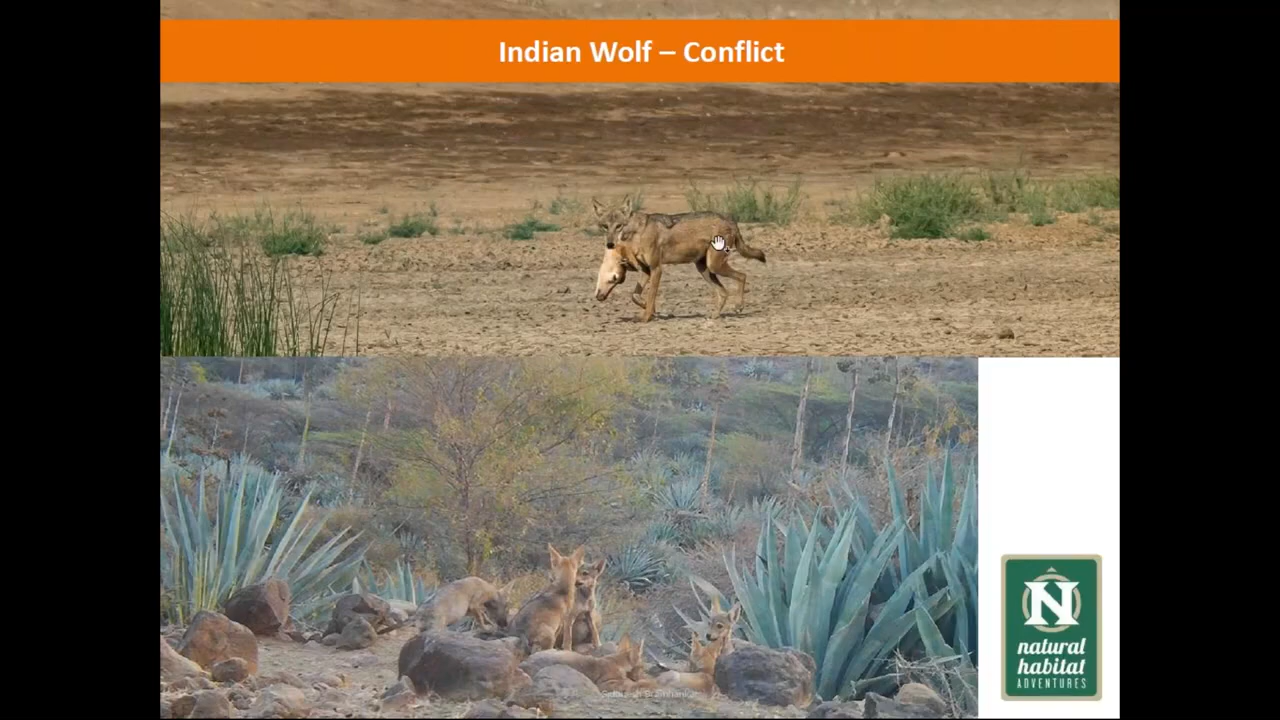 Indian Wolf – Conflict
N
natural
habitat
ADVENTURES